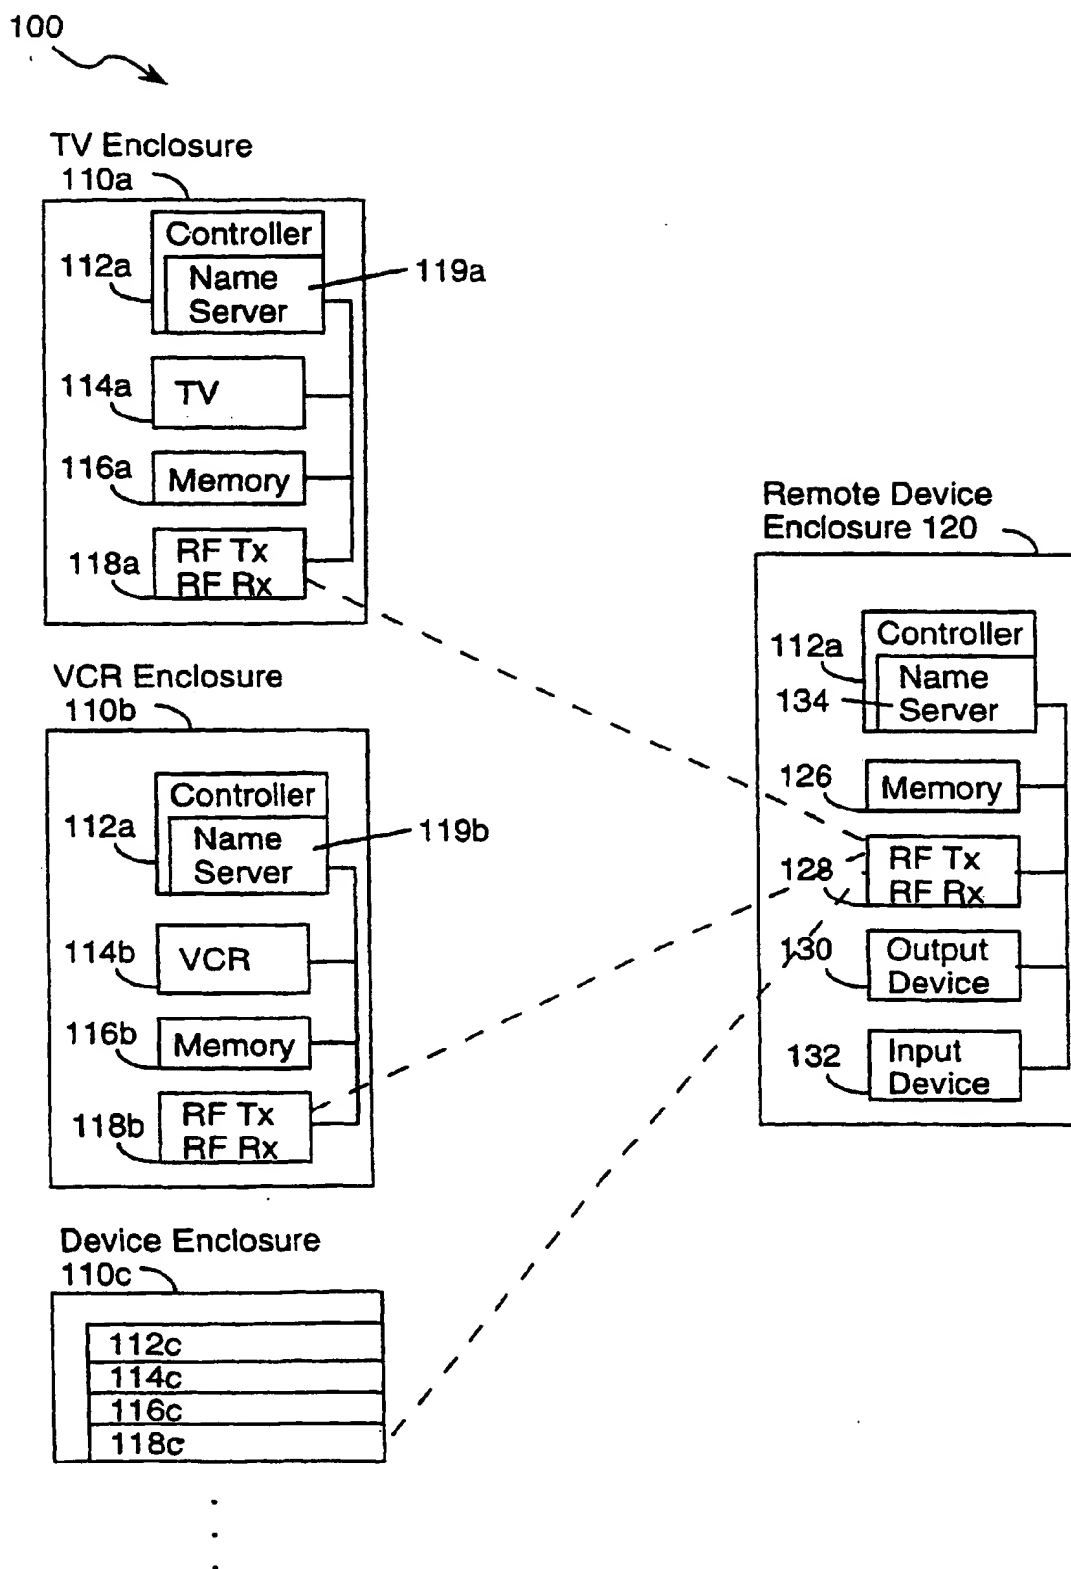 100
TV Enclosure
110a
Controller
112a
Name
Server
119a
114a
TV
116a
Memory
118a
RF Tx
RF Rx
VCR Enclosure
110b
Controller
112a
Name
Server
119b
114b
VCR
116b
Memory
118b
RF Tx
RF Rx
Device Enclosure
110c
112c
114c
116c
118c
Remote Device
Enclosure 120
Controller
112a
Name
134
Server
126
Memory
128
RF Tx
RF Rx
130
Output
Device
132
Input
Device